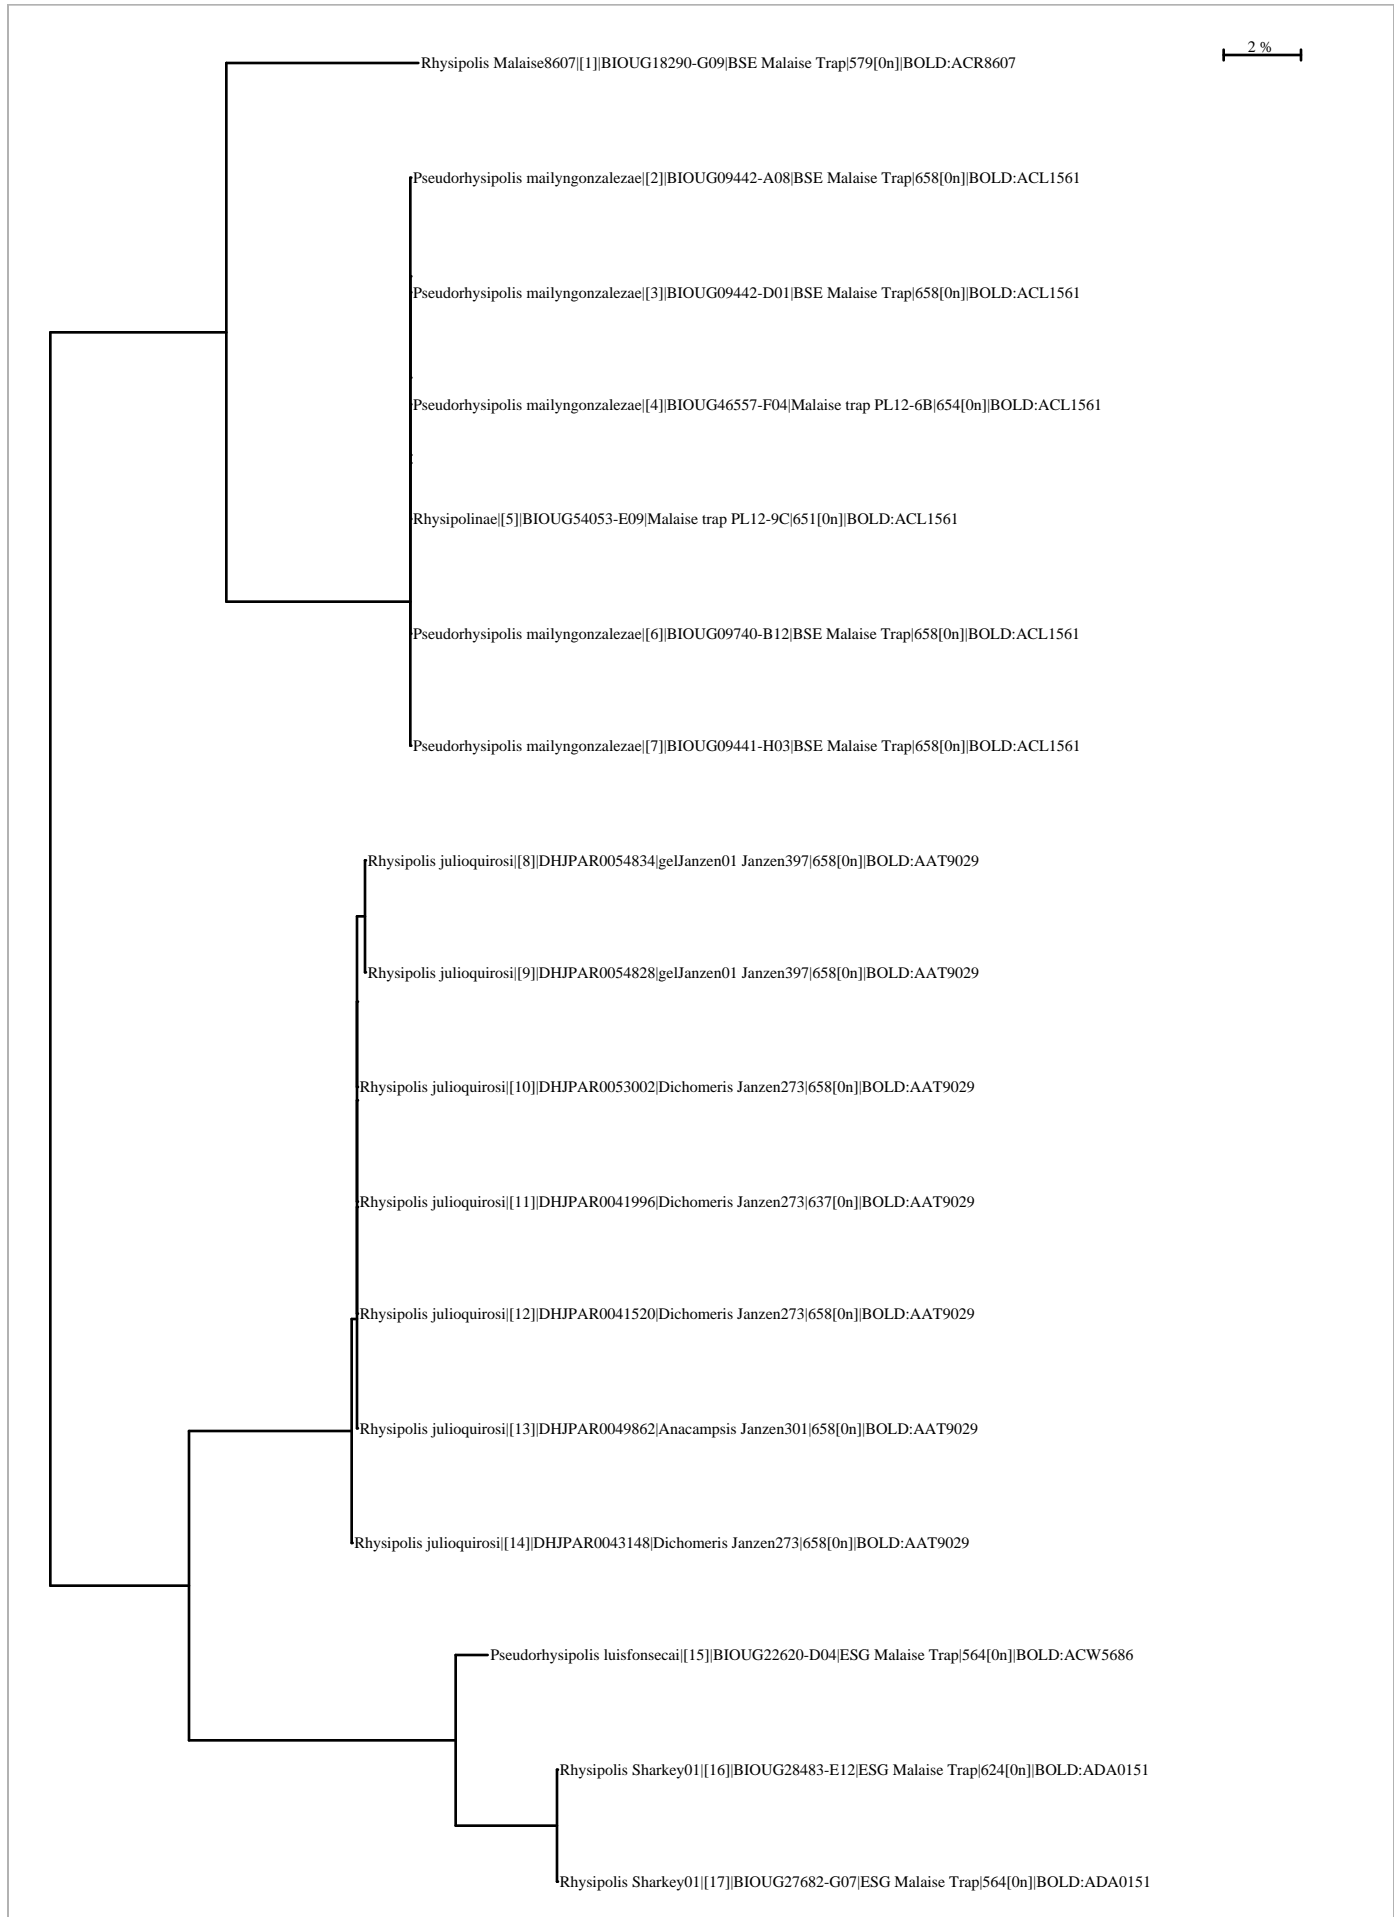 2 %
Rhysipolis Malaise8607|[1]|BIOUG18290-G09|BSE Malaise Trap|579[0n]|BOLD:ACR8607
Pseudorhysipolis mailyngonzalezae|[2]|BIOUG09442-A08|BSE Malaise Trap|658[0n]|BOLD:ACL1561
Pseudorhysipolis mailyngonzalezae|[3]|BIOUG09442-D01|BSE Malaise Trap|658[0n]|BOLD:ACL1561
Pseudorhysipolis mailyngonzalezae|[4]|BIOUG46557-F04|Malaise trap PL12-6B|654[0n]|BOLD:ACL1561
Rhysipolinae|[5]|BIOUG54053-E09|Malaise trap PL12-9C|651[0n]|BOLD:ACL1561
Pseudorhysipolis mailyngonzalezae|[6]|BIOUG09740-B12|BSE Malaise Trap|658[0n]|BOLD:ACL1561
Pseudorhysipolis mailyngonzalezae|[7]|BIOUG09441-H03|BSE Malaise Trap|658[0n]|BOLD:ACL1561
Rhysipolis julioquirosi|[8]|DHJPAR0054834|gelJanzen01 Janzen397|658[0n]|BOLD:AAT9029
Rhysipolis julioquirosi|[9]|DHJPAR0054828|gelJanzen01 Janzen397|658[0n]|BOLD:AAT9029
Rhysipolis julioquirosi|[10]|DHJPAR0053002|Dichomeris Janzen273|658[0n]|BOLD:AAT9029
Rhysipolis julioquirosi|[11]|DHJPAR0041996|Dichomeris Janzen273|637[0n]|BOLD:AAT9029
Rhysipolis julioquirosi|[12]|DHJPAR0041520|Dichomeris Janzen273|658[0n]|BOLD:AAT9029
Rhysipolis julioquirosi|[13]|DHJPAR0049862|Anacampsis Janzen301|658[0n]|BOLD:AAT9029
Rhysipolis julioquirosi|[14]|DHJPAR0043148|Dichomeris Janzen273|658[0n]|BOLD:AAT9029
Pseudorhysipolis luisfonsecai|[15]|BIOUG22620-D04|ESG Malaise Trap|564[0n]|BOLD:ACW5686
Rhysipolis Sharkey01|[16]|BIOUG28483-E12|ESG Malaise Trap|624[0n]|BOLD:ADA0151
Rhysipolis Sharkey01|[17]|BIOUG27682-G07|ESG Malaise Trap|564[0n]|BOLD:ADA0151